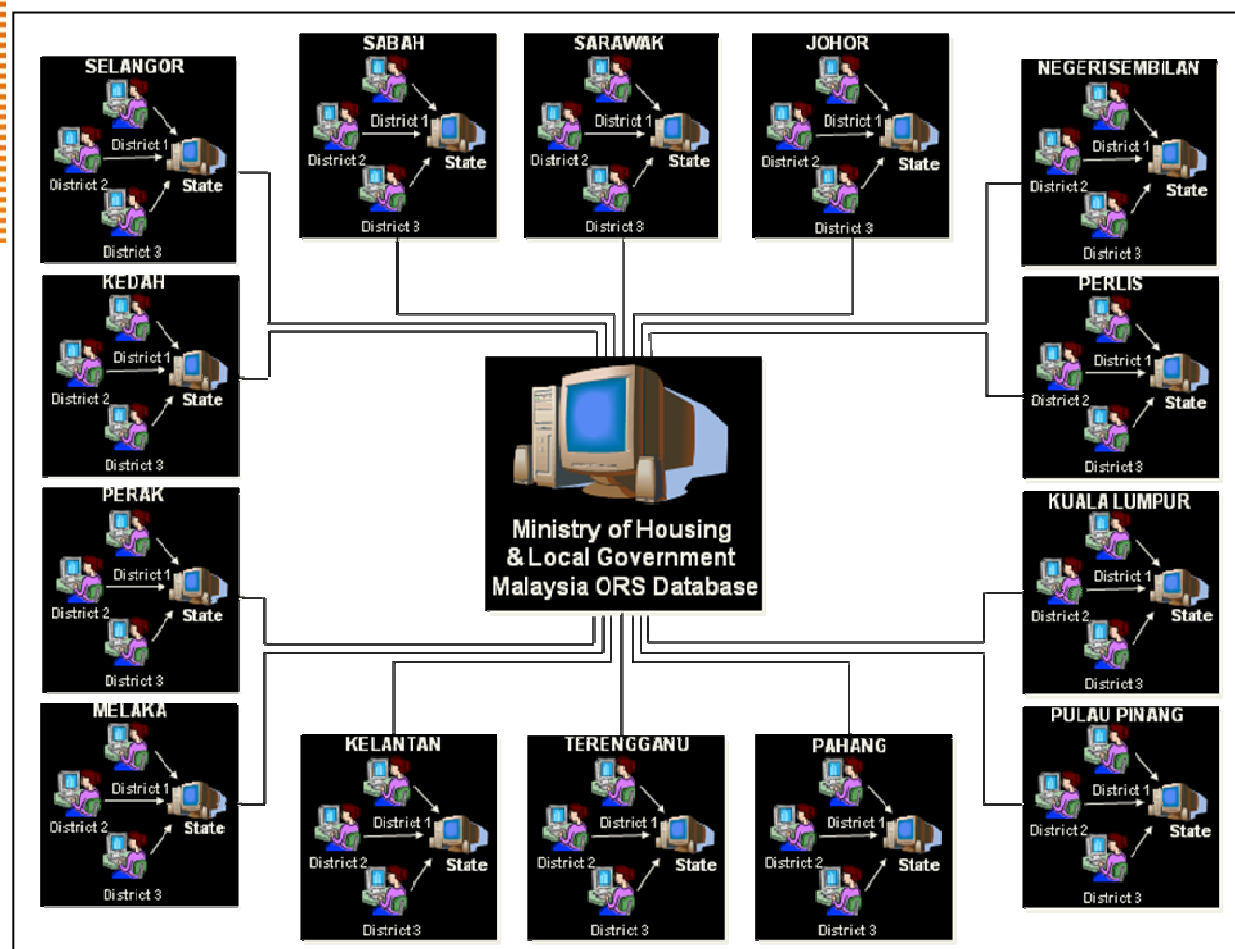 SELANGOR
District 1
District 2
State
District 3
SABAH
District 1
District 2
State
District 3
SARAWAK
District 1
District 2
State
District 3
JOHOR
District 1
District 2
State
District 3
NEGERI SEMBILAN
District 1
District 2
State
District 3
KEDAH
District 1
District 2
State
District 3
PERLIS
District 1
District 2
State
District 3
Ministry of Housing
& Local Government
Malaysia ORS Database
PERAK
District 1
District 2
State
District 3
KUALA LUMPUR
District 1
District 2
State
District 3
MELAKA
District 1
District 2
State
District 3
KELANTAN
District 1
District 2
State
District 3
TERENGGANU
District 1
District 2
State
District 3
PAHANG
District 1
District 2
State
District 3
PULAU PINANG
District 1
District 2
State
District 3